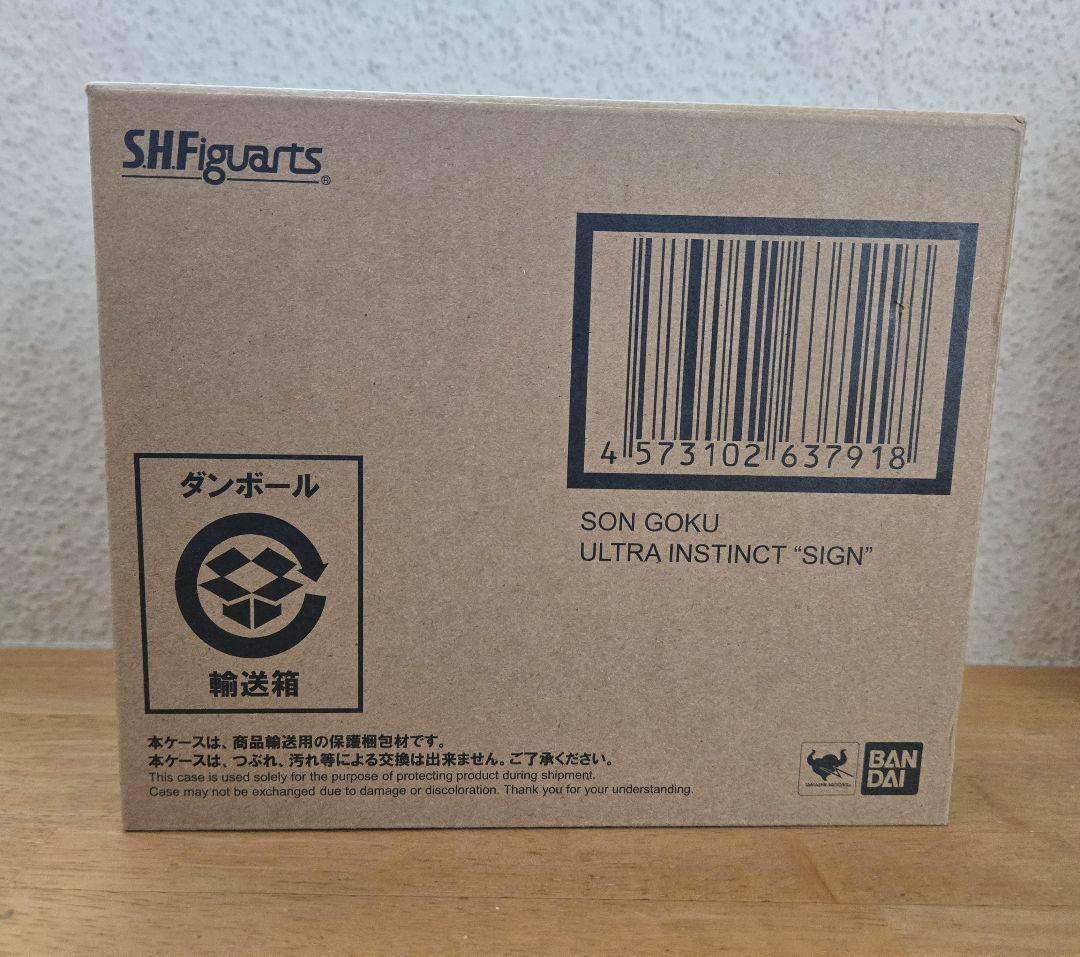 S.H.Figuarts®
4 573102 637918
SON GOKU
ULTRA INSTINCT “SIGN”
ダンボール
輸送箱
本ケースは、商品輸送用の保護梱包材です。
本ケースは、つぶれ、汚れ等による交換は出来ません。ご了承ください。
This case is used solely for the purpose of protecting product during shipment.
Case may not be exchanged due to damage or discoloration. Thank you for your understanding.
BAN
DAI